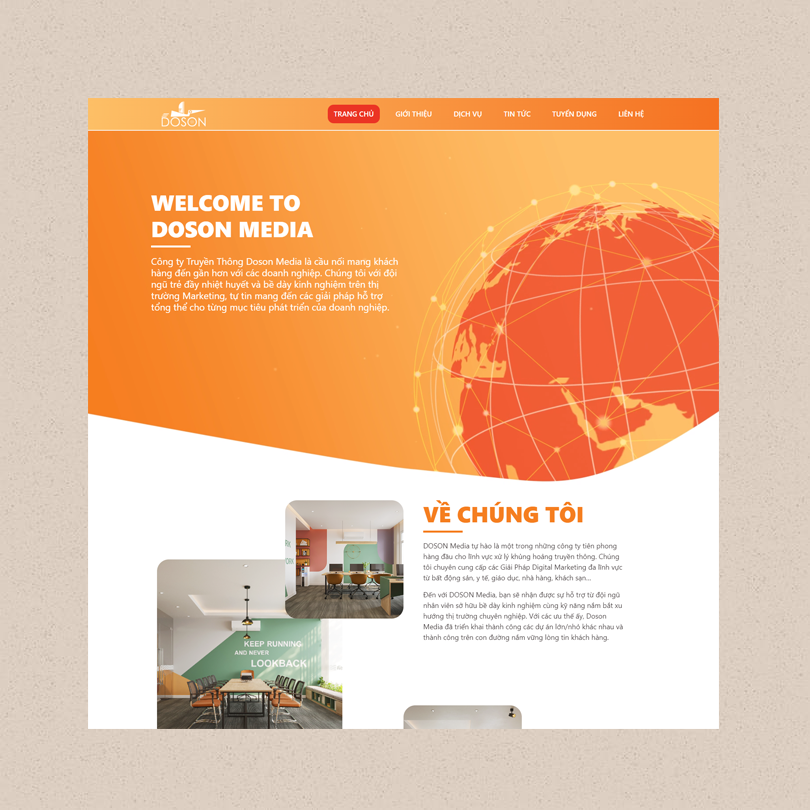 DOSON
TRANG CHỦ
GIỚI THIỆU
DỊCH VỤ
TIN TỨC
TUYỂN DỤNG
LIÊN HỆ
WELCOME TO
DOSON MEDIA
Công ty Truyền Thông Doson Media là cầu nối mang khách
hàng đến gần hơn với các doanh nghiệp. Chúng tôi với đội
ngũ trẻ đầy nhiệt huyết và bề dày kinh nghiệm trên thị
trường Marketing, tự tin mang đến các giải pháp hỗ trợ
tổng thể cho từng mục tiêu phát triển của doanh nghiệp.
VỀ CHÚNG TÔI
DOSON Media tự hào là một trong những công ty tiên phong
hàng đầu cho lĩnh vực xử lý khủng hoảng truyền thông. Chúng
tôi chuyên cung cấp các Giải Pháp Digital Marketing đa lĩnh vực
từ bất động sản, y tế, giáo dục, nhà hàng, khách sạn...
Đến với DOSON Media, bạn sẽ nhận được sự hỗ trợ từ đội ngũ
nhân viên sở hữu bề dày kinh nghiệm cùng kỹ năng nắm bắt xu
hướng thị trường chuyên nghiệp. Với các ưu thế ấy, Doson
Media đã triển khai thành công các dự án lớn/nhỏ khác nhau và
thành công trên con đường nắm vững lòng tin khách hàng.
KEEP RUNNING
AND NEVER
LOOKBACK